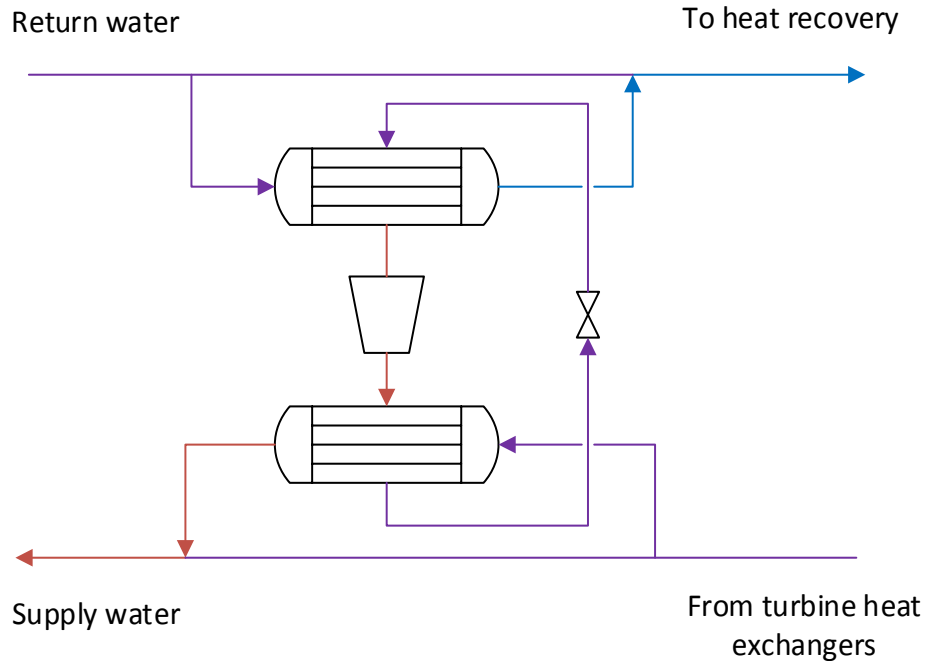 Return water
To heat recovery
Supply water
From turbine heat
exchangers